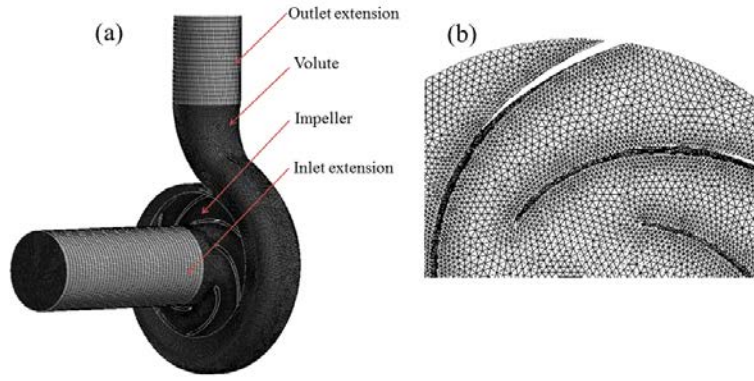 (a)
Outlet extension
Volute
Impeller
Inlet extension
(b)